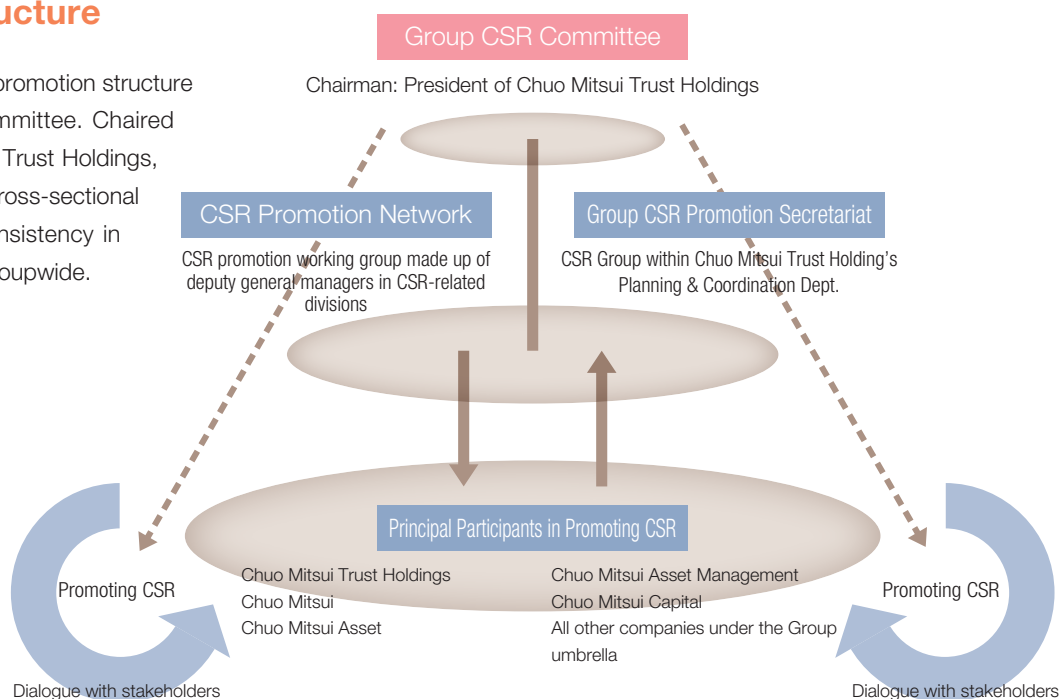 ucture
promotion structure
mmittee. Chaired
Trust Holdings,
ross-sectional
nsistency in
oupwide.
Group CSR Committee
Chairman: President of Chuo Mitsui Trust Holdings
CSR Promotion Network
CSR promotion working group made up of
deputy general managers in CSR-related
divisions
Group CSR Promotion Secretariat
CSR Group within Chuo Mitsui Trust Holding's
Planning & Coordination Dept.
Principal Participants in Promoting CSR
Chuo Mitsui Trust Holdings
Chuo Mitsui
Chuo Mitsui Asset
Chuo Mitsui Asset Management
Chuo Mitsui Capital
All other companies under the Group
umbrella
Promoting CSR
Dialogue with stakeholders
Promoting CSR
Dialogue with stakeholders